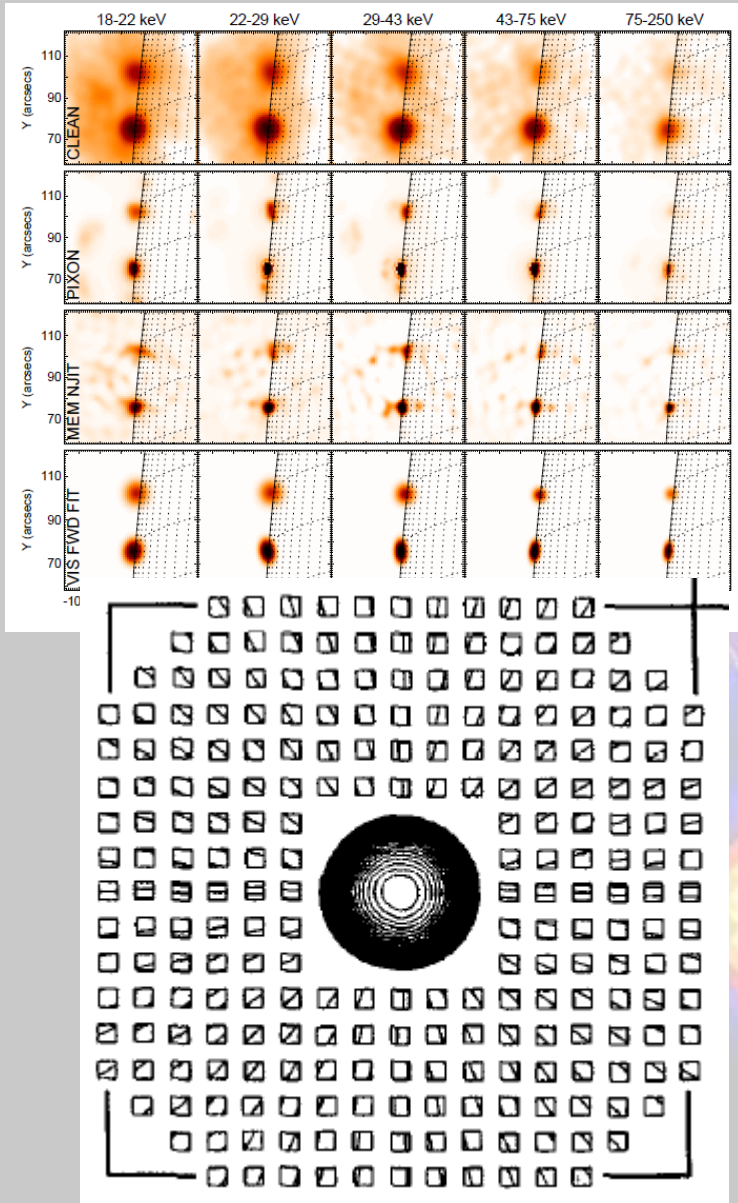 18-22 keV 22-29 keV 29-43 keV 43-75 keV 75-250 keV
Y (arcsecs)
110
90
70
CLEAN
Y (arcsecs)
110
90
70
PIXON
Y (arcsecs)
110
90
70
MEM NJIT
Y (arcsecs)
110
90
70
VIS FWD FIT
-10